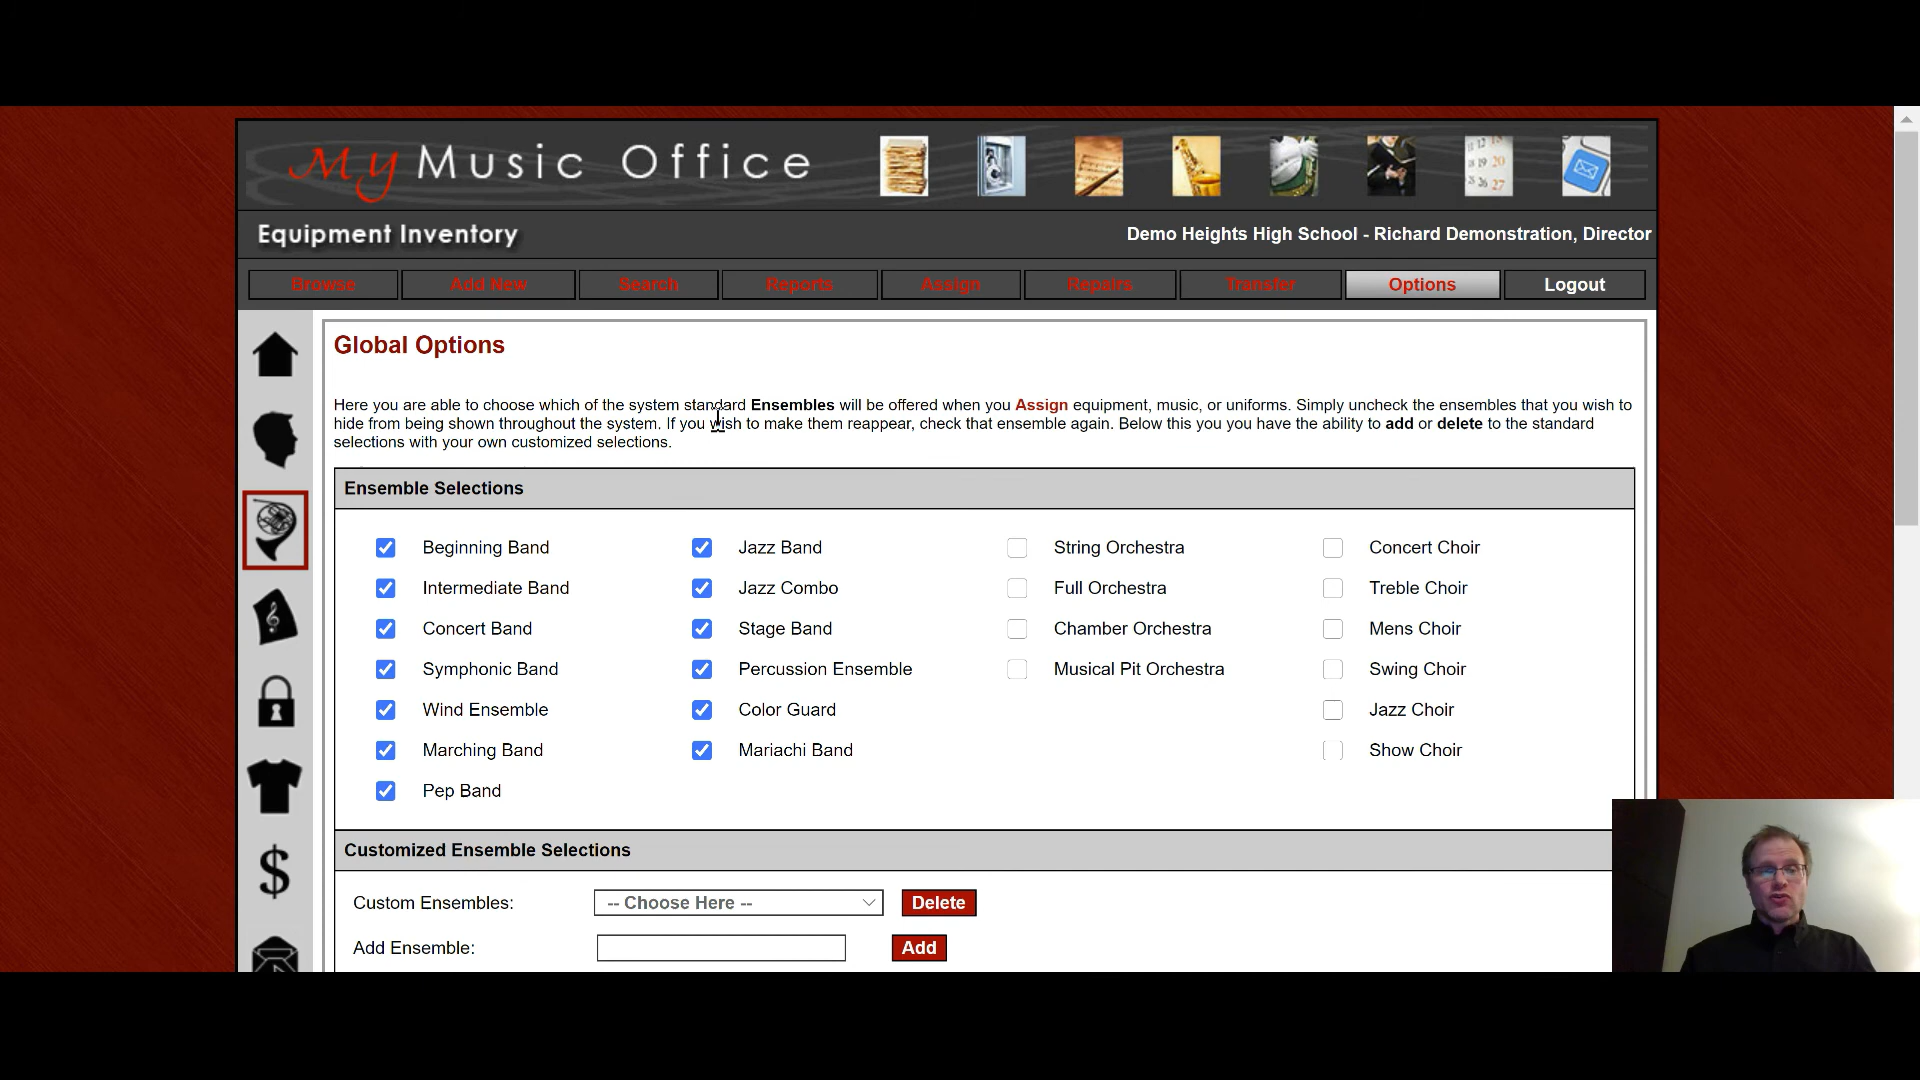 My Music Office
Equipment Inventory
Demo Heights High School - Richard Demonstration, Director
Browse
Add New
Search
Reports
Assign
Repairs
Transfer
Options
Logout
Global Options
Here you are able to choose which of the system standard Ensembles will be offered when you Assign equipment, music, or uniforms. Simply uncheck the ensembles that you wish to
hide from being shown throughout the system. If you wish to make them reappear, check that ensemble again. Below this you you have the ability to add or delete to the standard
selections with your own customized selections.
Ensemble Selections
Beginning Band
Jazz Band
String Orchestra
Concert Choir
Intermediate Band
Jazz Combo
Full Orchestra
Treble Choir
Concert Band
Stage Band
Chamber Orchestra
Mens Choir
Symphonic Band
Percussion Ensemble
Musical Pit Orchestra
Swing Choir
Wind Ensemble
Color Guard
Jazz Choir
Marching Band
Mariachi Band
Show Choir
Pep Band
Customized Ensemble Selections
Custom Ensembles:
-- Choose Here --
Delete
Add Ensemble:
Add